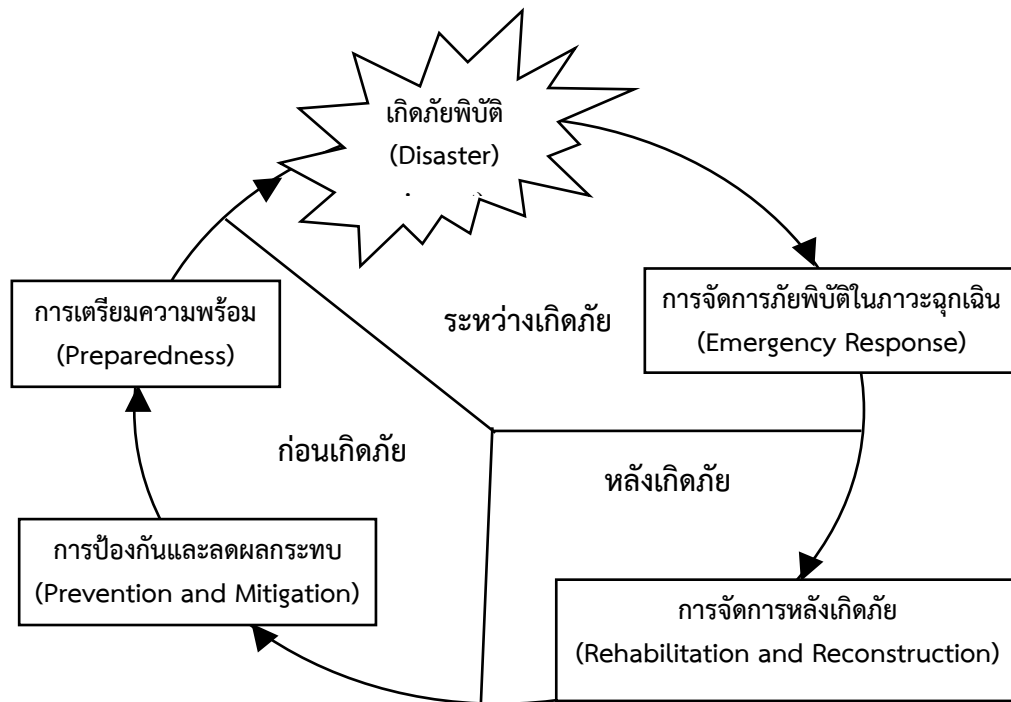 เกิดภัยพิบัติ
(Disaster)
การเตรียมความพร้อม
(Preparedness)
ระหว่างเกิดภัย
การจัดการภัยพิบัติในภาวะฉุกเฉิน
(Emergency Response)
ก่อนเกิดภัย
หลังเกิดภัย
การป้องกันและลดผลกระทบ
(Prevention and Mitigation)
การจัดการหลังเกิดภัย
(Rehabilitation and Reconstruction)